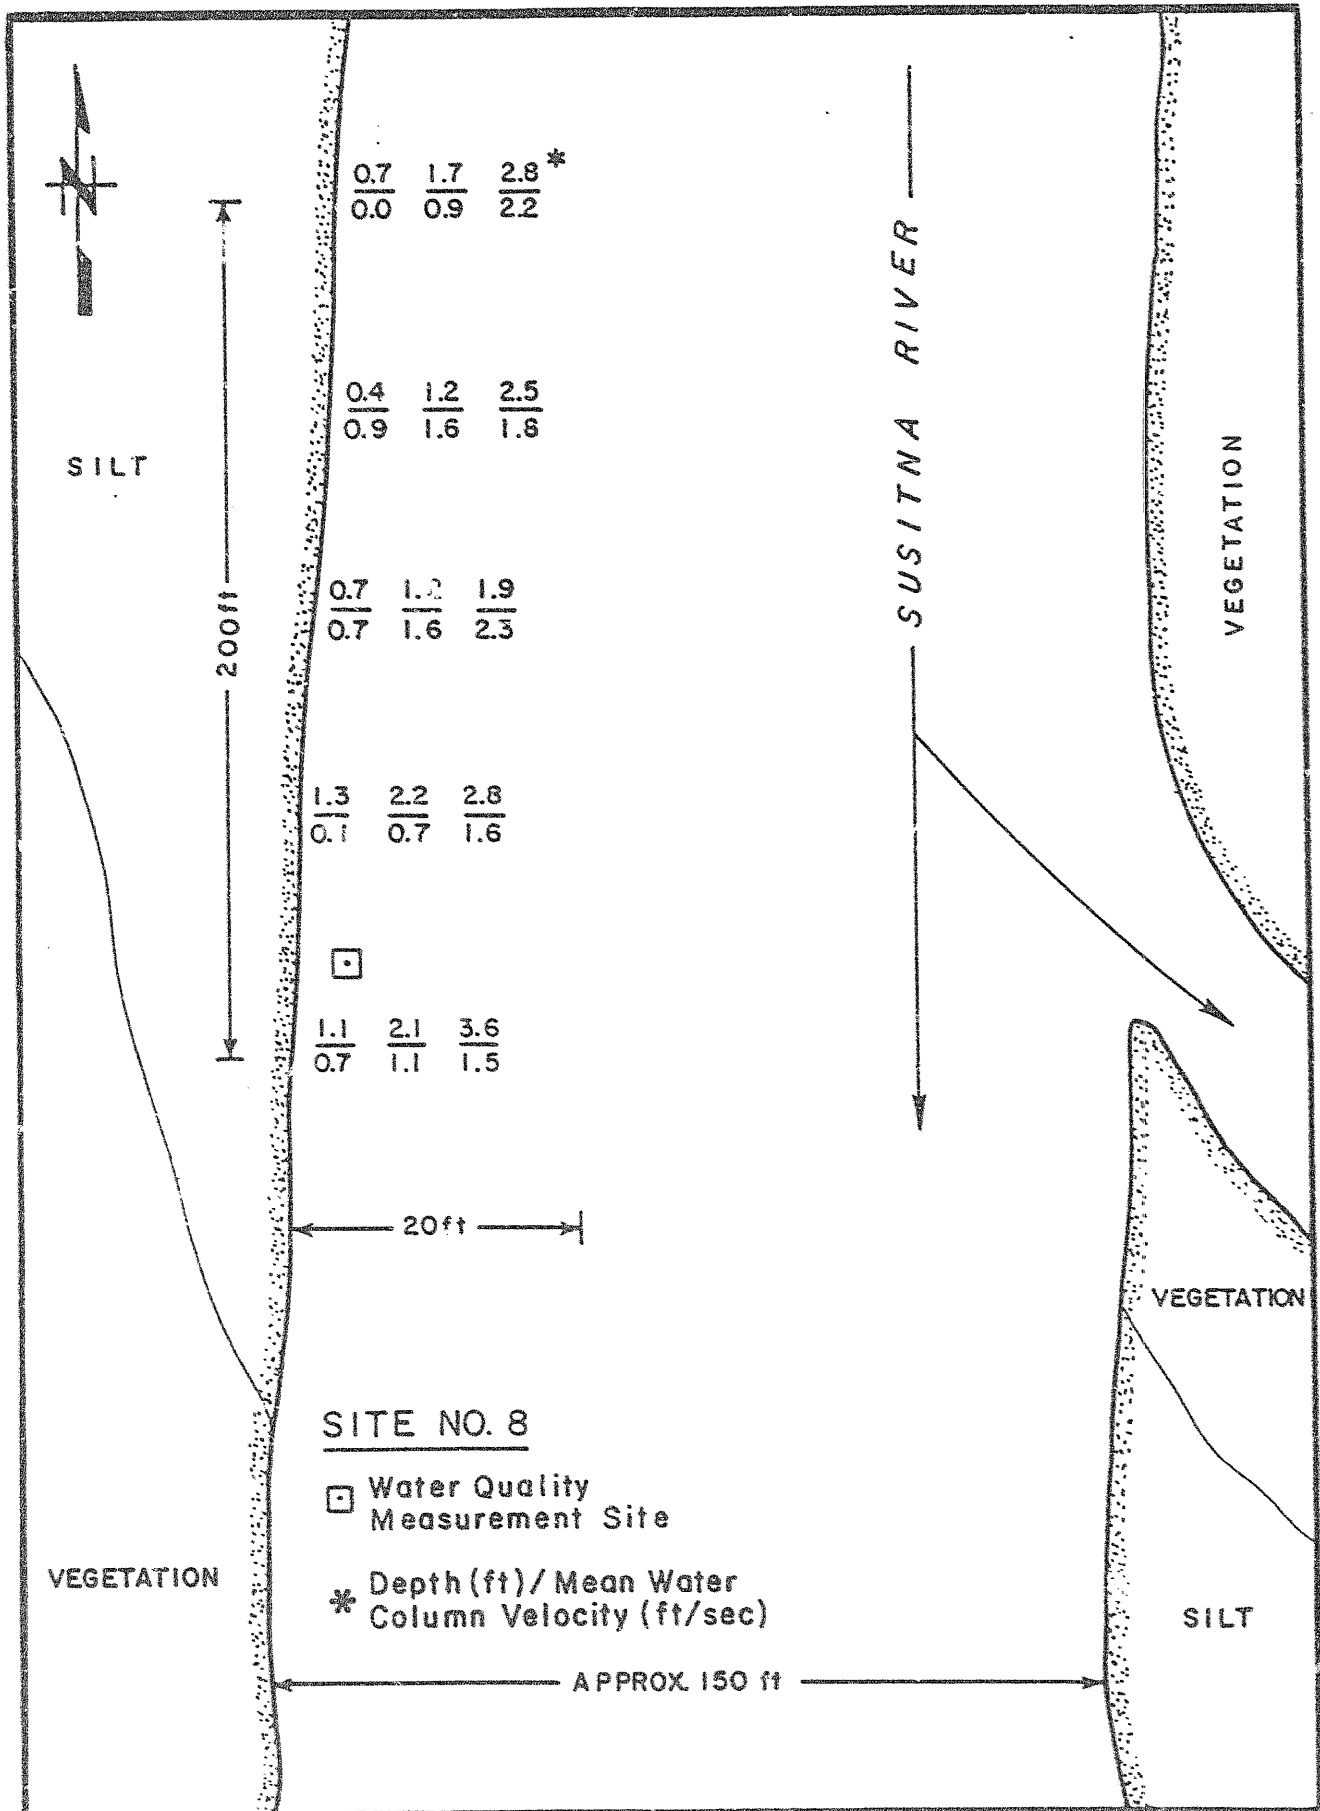 N
0.7 1.7 2.8*
0.0 0.9 2.2
0.4 1.2 2.5
0.9 1.6 1.8
SILT
200ft
0.7 1.2 1.9
0.7 1.6 2.3
SUSITNA RIVER
VEGETATION
1.3 2.2 2.8
0.1 0.7 1.6
1.1 2.1 3.6
0.7 1.1 1.5
20ft
VEGETATION
SITE NO. 8
Water Quality
Measurement Site
* Depth (ft) / Mean Water
Column Velocity (ft/sec)
VEGETATION
SILT
APPROX. 150 ft